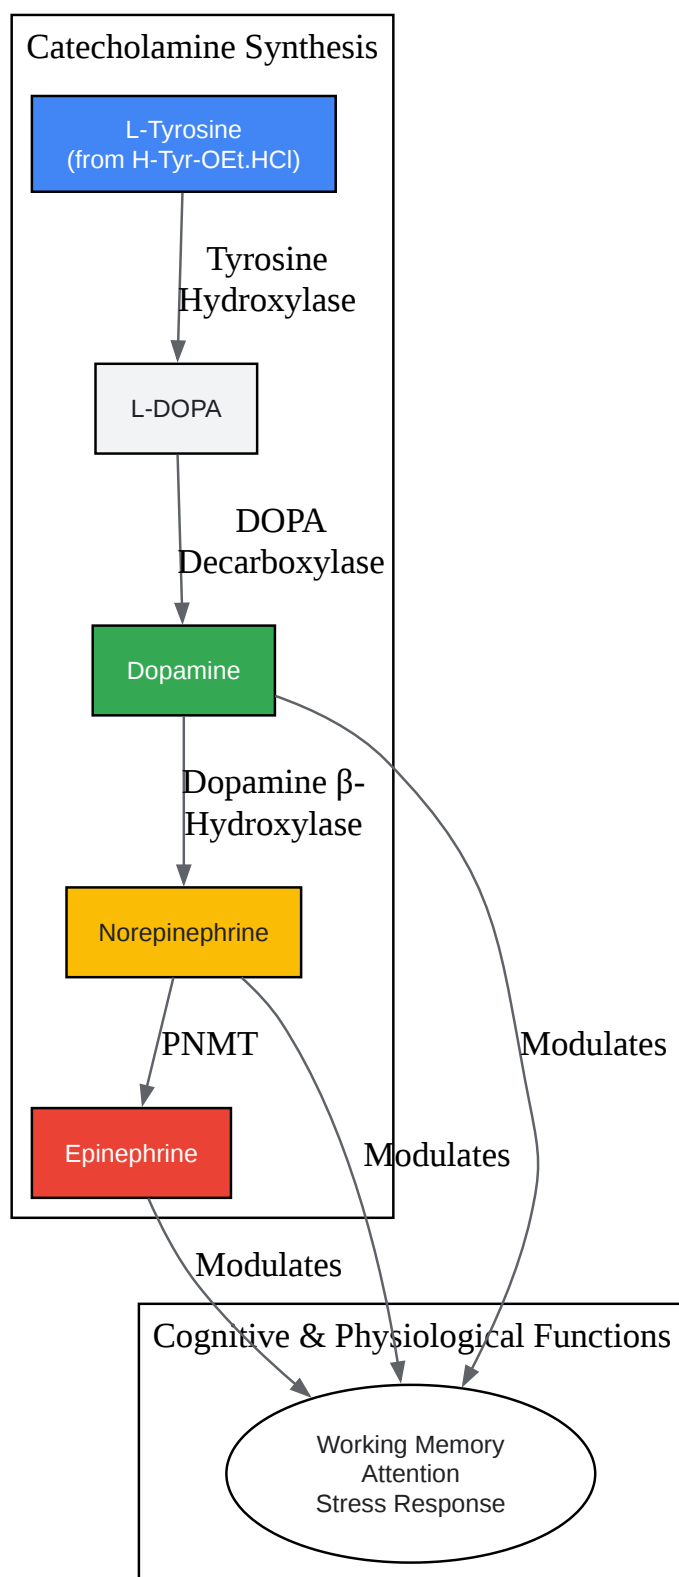 Catecholamine Synthesis
L-Tyrosine
(from H-Tyr-OEt.HCl)
Tyrosine
Hydroxylase
L-DOPA
DOPA
Decarboxylase
Dopamine
Dopamine β-
Hydroxylase
Norepinephrine
PNMT
Modulates
Epinephrine
Modulates
Modulates
Cognitive & Physiological Functions
Working Memory
Attention
Stress Response